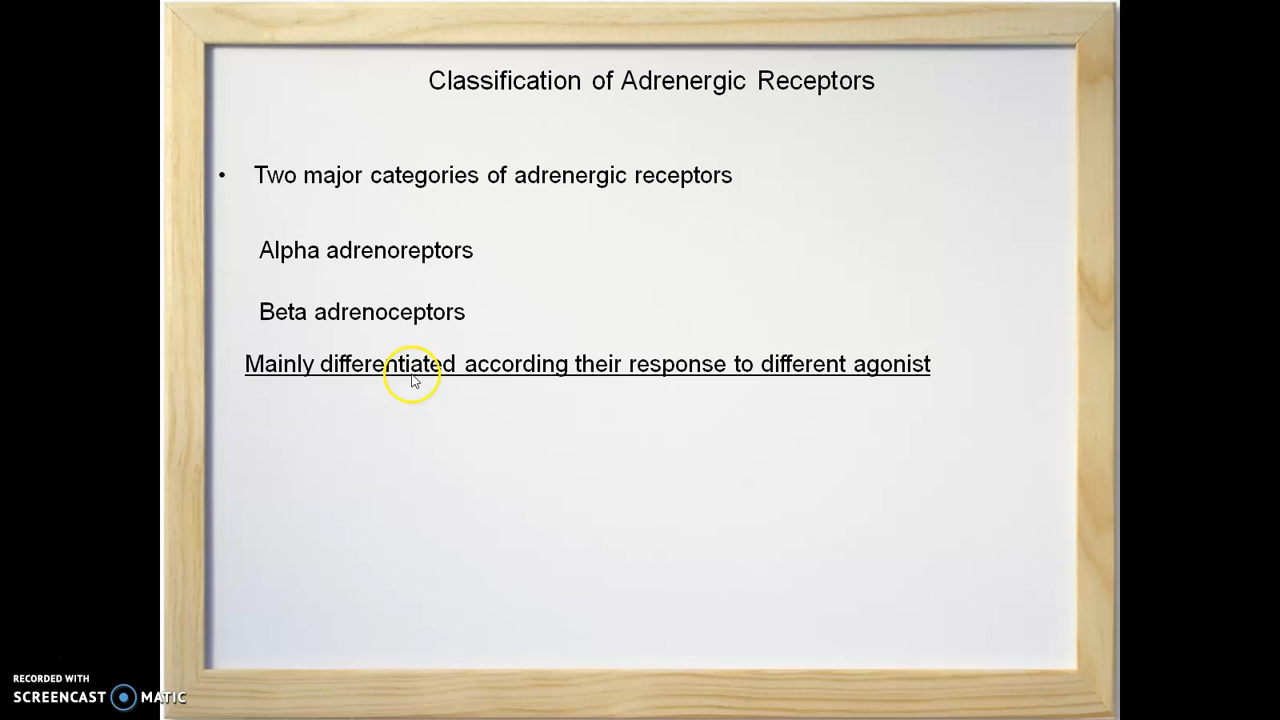 Classification of Adrenergic Receptors
• Two major categories of adrenergic receptors
Alpha adrenoreptors
Beta adrenoceptors
Mainly differentiated according their response to different agonist
RECORDED WITH
SCREENCAST MATIC